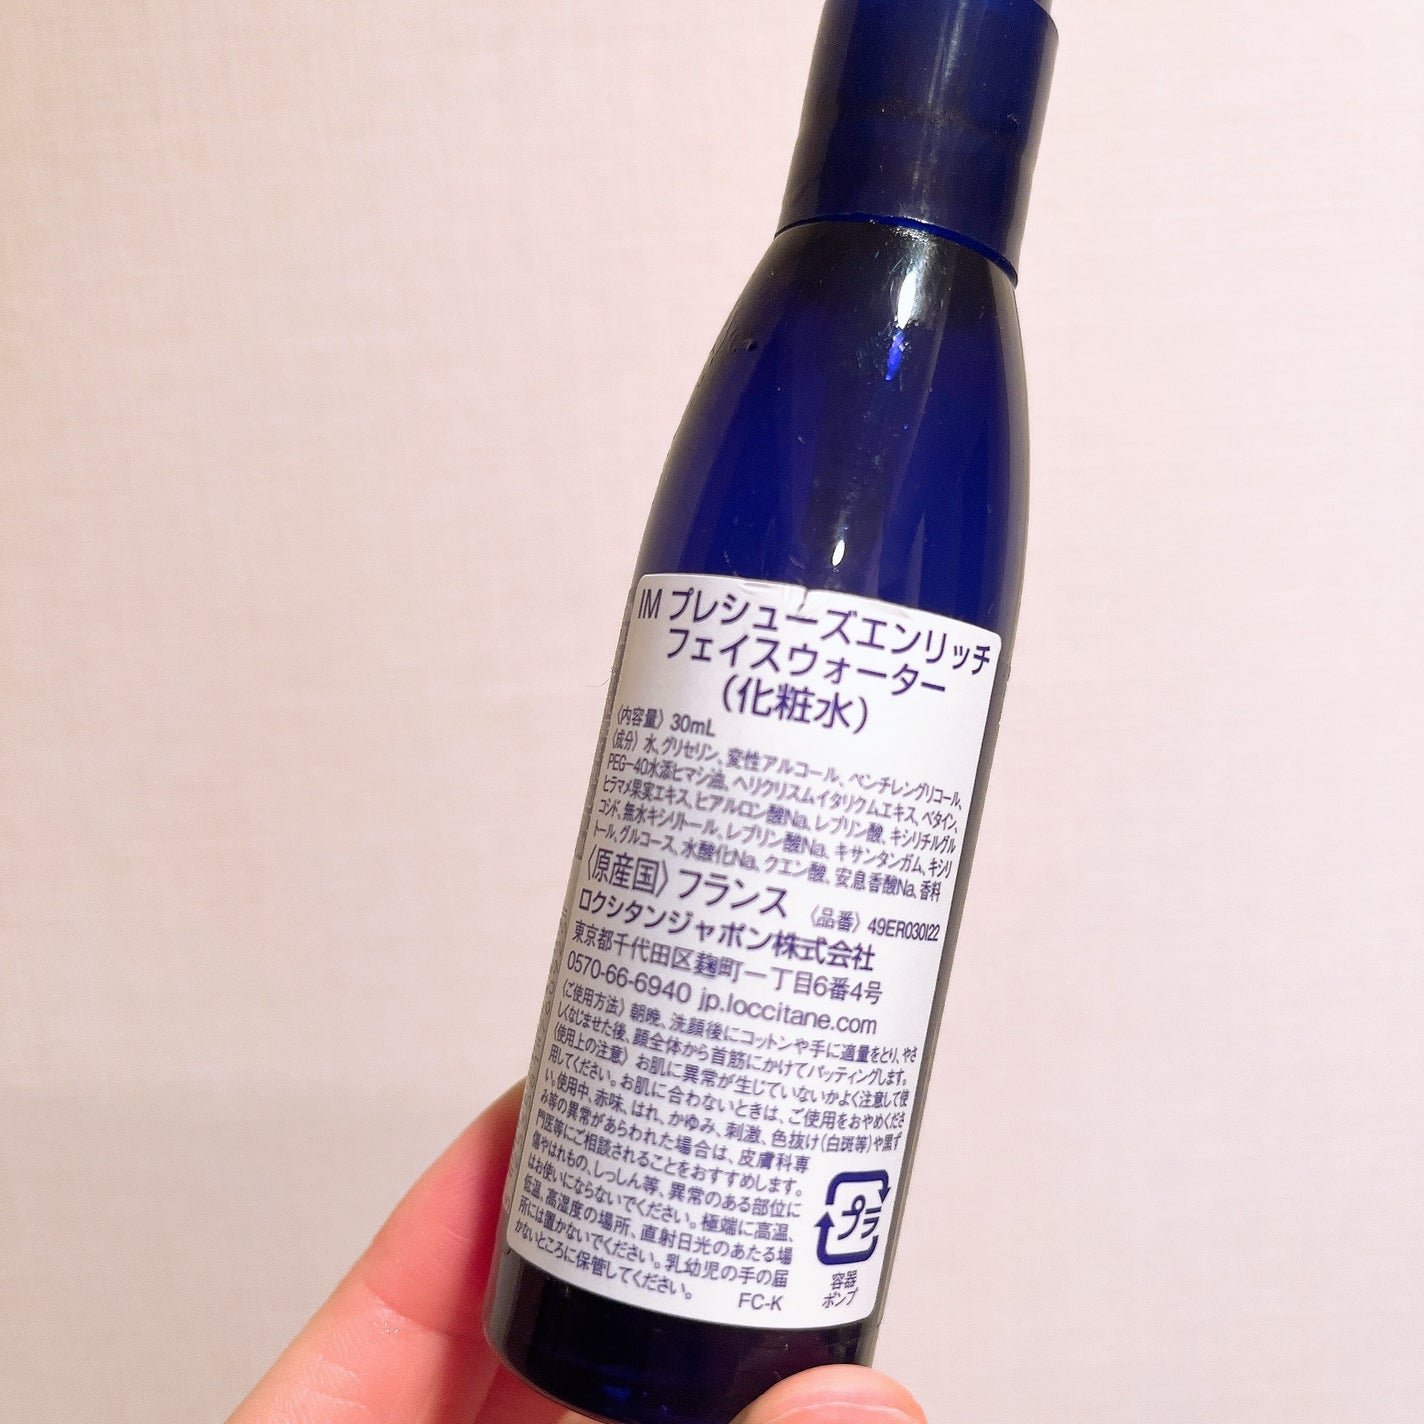 IM プレシューズエンリッチ
フェイスウォーター
（化粧水）
〈内容量〉30mL
〈成分〉水、グリセリン、変性アルコール、ペンチレングリコール、
PEG-40水添ヒマシ油、ヘリクリスムイタリクムエキス、ベタイン、
ヒラマメ果実エキス、ヒアルロン酸Na、レブリン酸、キシリチルグル
コシド、無水キシリトール、レブリン酸Na、キサンタンガム、キシリ
トール、グルコース、水酸化Na、クエン酸、安息香酸Na、香料
〈原産国〉フランス 〈品番〉49ER030I22
ロクシタンジャポン株式会社
東京都千代田区麹町一丁目6番4号
0570-66-6940 jp.loccitane.com
〈ご使用方法〉朝晩、洗顔後にコットンや手に適量をとり、やさ
しくなじませた後、顔全体から首筋にかけてパッティングします。
〈使用上の注意〉お肌に異常が生じていないかよく注意して使
用してください。お肌に合わないときは、ご使用をおやめくださ
い。使用中、赤味、はれ、かゆみ、刺激、色抜け（白斑等）や黒ず
み等の異常があらわれた場合は、皮膚科専
門医等にご相談されることをおすすめします。
傷やはれもの、しっしん等、異常のある部位に
はお使いにならないでください。極端に高温、
低温、高湿度の場所、直射日光のあたる場
所には置かないでください。乳幼児の手の届
かないところに保管してください。 FC-K
プラ
容器
ポンプ